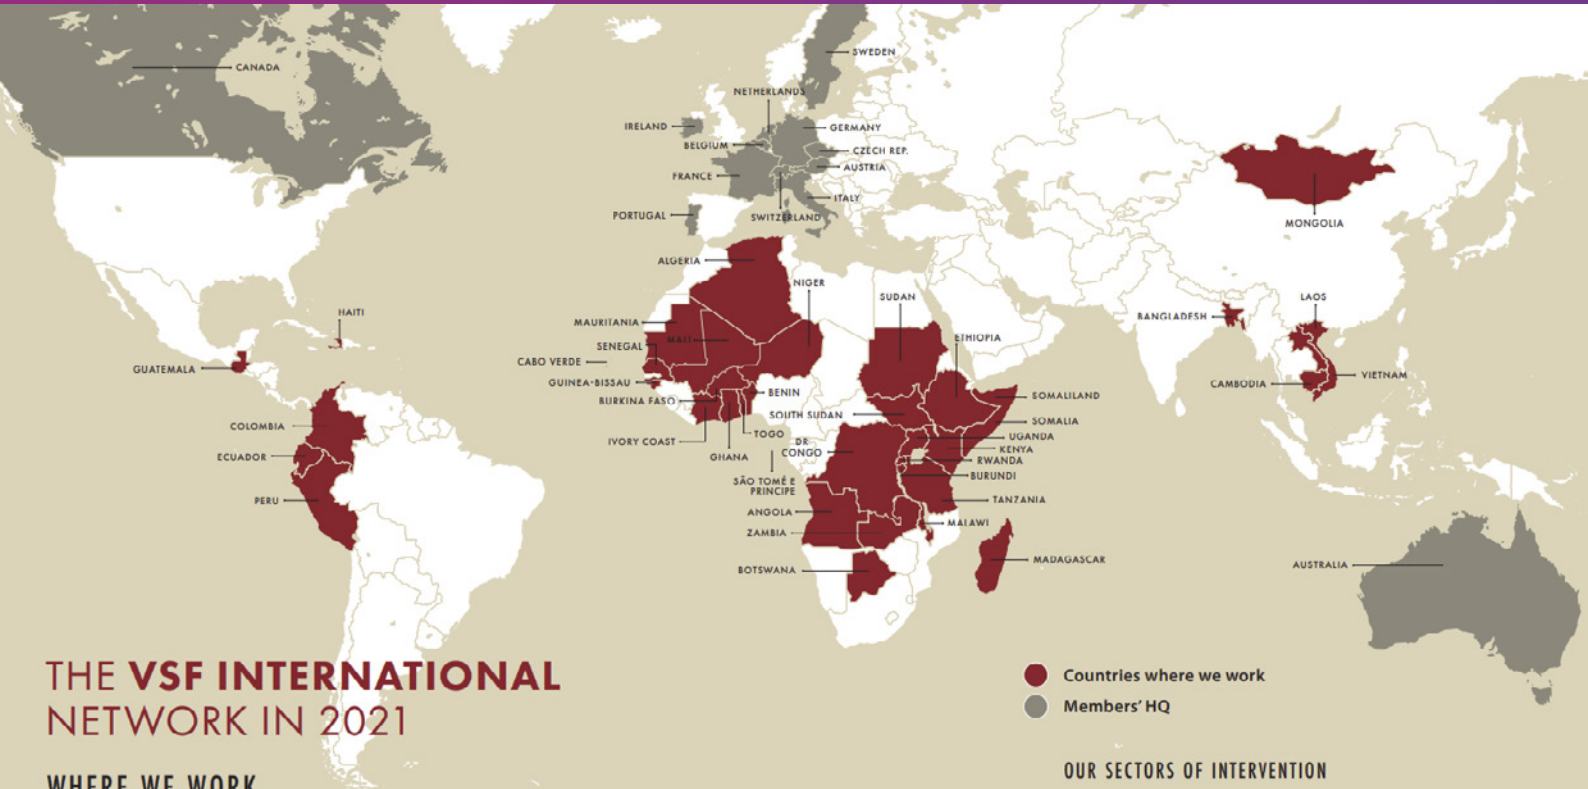 CANADA
SWEDEN
NETHERLANDS
IRELAND
GERMANY
BELGIUM
CZECH REP.
AUSTRIA
FRANCE
ITALY
PORTUGAL
SWITZERLAND
MONGOLIA
ALGERIA
NIGER
SUDAN
LAOS
HAITI
BANGLADESH
MAURITANIA
MALI
ETHIOPIA
SENEGAL
CABO VERDE
GUATEMALA
VIETNAM
GUINEA-BISSAU
CAMBODIA
BENIN
SOMALILAND
BURKINA FASO
SOUTH SUDAN
SOMALIA
COLOMBIA
TOGO
UGANDA
IVORY COAST
DR
CONGO
KENYA
GHANA
ECUADOR
RWANDA
BURUNDI
SÃO TOMÉ E
PRINCIPE
PERU
TANZANIA
ANGOLA
MALAWI
ZAMBIA
MADAGASCAR
AUSTRALIA
BOTSWANA
THE VSF INTERNATIONAL
NETWORK IN 2021
Countries where we work
Members' HQ
WHERE WE WORK
OUR SECTORS OF INTERVENTION